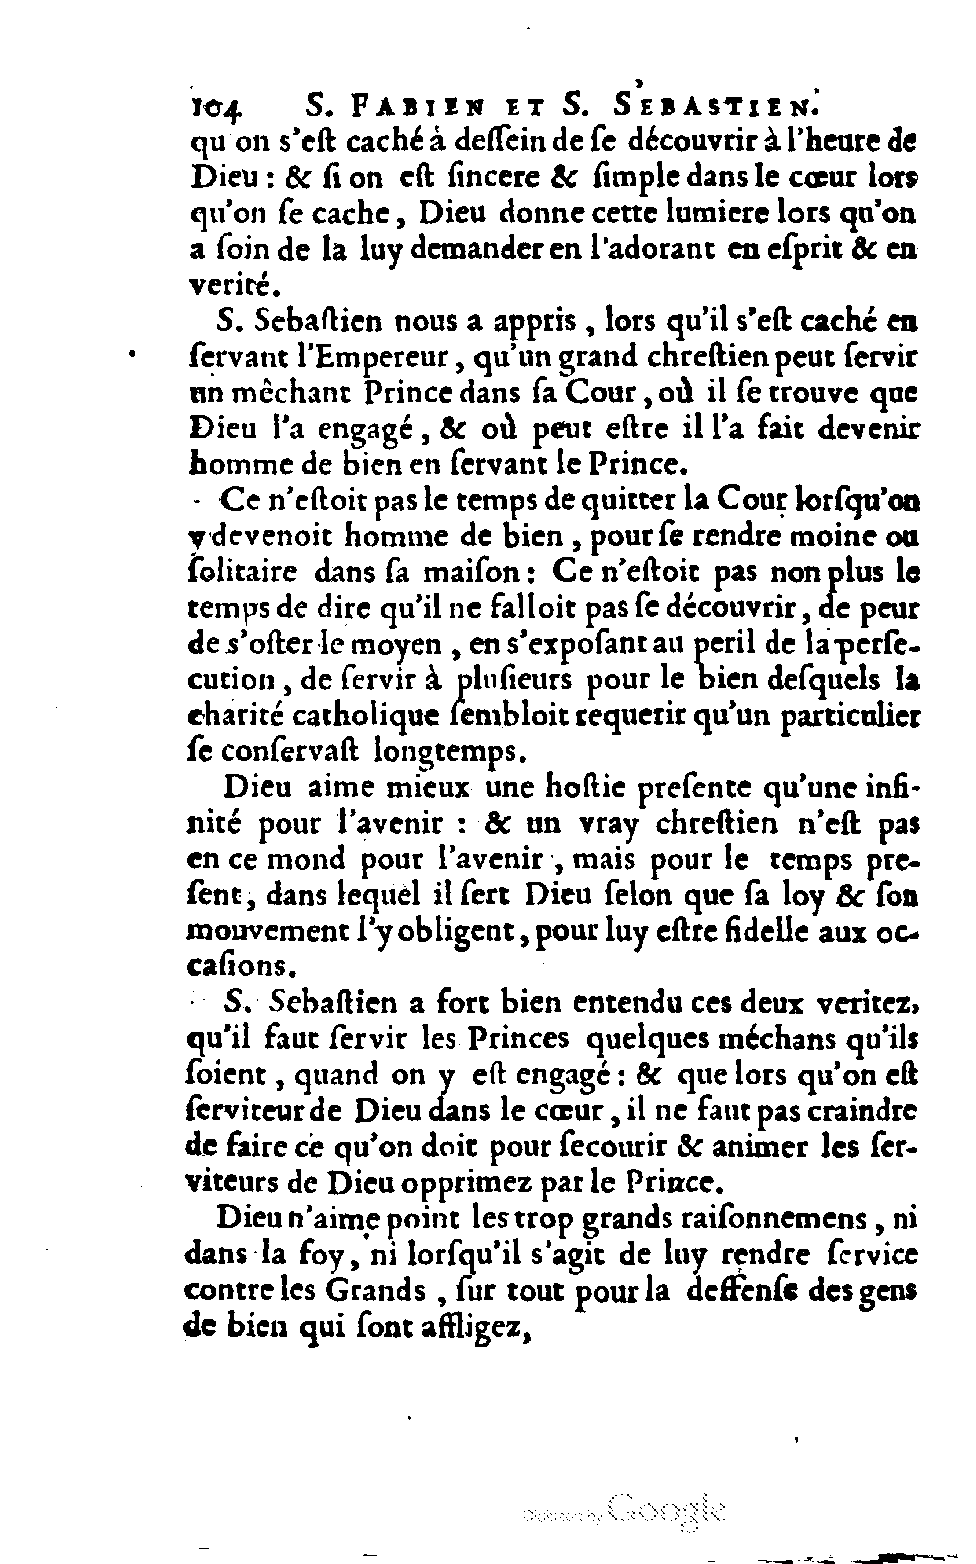 104 S. FABIEN ET S. SEBASTIEN.
qu'on s'eſt caché à deſſein de ſe découvrir à l'heure de
Dieu : & ſi on eſt ſincere & ſimple dans le cœur lors
qu'on ſe cache, Dieu donne cette lumiere lors qu'on
a ſoin de la luy demander en l'adorant en eſprit & en
verité.
S. Sebaſtien nous a appris, lors qu'il s'eſt caché en
ſervant l'Empereur, qu'un grand chreſtien peut ſervir
un mêchant Prince dans ſa Cour, où il ſe trouve que
Dieu l'a engagé, & où peut eſtre il l'a fait devenir
homme de bien en ſervant le Prince.
Ce n'eſtoit pas le temps de quitter la Cour lorſqu'on
y devenoit homme de bien, pour ſe rendre moine ou
ſolitaire dans ſa maiſon: Ce n'eſtoit pas non plus le
temps de dire qu'il ne falloit pas ſe découvrir, de peur
de s'oſter le moyen, en s'expoſant au peril de la perſe-
cution, de ſervir à pluſieurs pour le bien deſquels la
charité catholique ſembloit requerir qu'un particulier
ſe conſervaſt longtemps.
Dieu aime mieux une hoſtie preſente qu'une infi-
nité pour l'avenir : & un vray chreſtien n'eſt pas
en ce mond pour l'avenir, mais pour le temps pre-
ſent, dans lequel il ſert Dieu ſelon que ſa loy & ſon
mouvement l'y obligent, pour luy eſtre fidelle aux oc-
caſions.
S. Sebaſtien a fort bien entendu ces deux veritez,
qu'il faut ſervir les Princes quelques méchans qu'ils
ſoient, quand on y eſt engagé : & que lors qu'on eſt
ſerviteur de Dieu dans le cœur, il ne faut pas craindre
de faire ce qu'on doit pour ſecourir & animer les ſer-
viteurs de Dieu opprimez par le Prince.
Dieu n'aime point les trop grands raiſonnemens, ni
dans la foy, ni lorſqu'il s'agit de luy rendre ſervice
contre les Grands, ſur tout pour la deffenſe des gens
de bien qui ſont affligez,
Digitized by Google